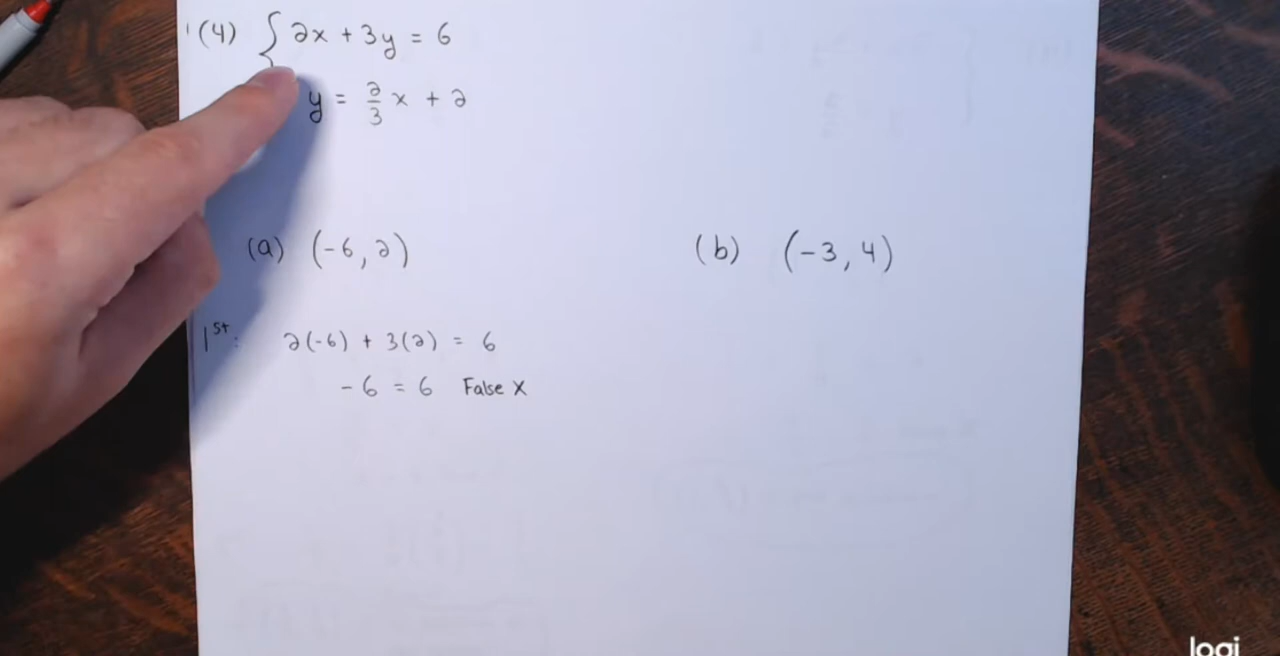 (4) { 2x + 3y = 6
y = 2/3 x + 2
(a) (-6, 2)
(b) (-3, 4)
1st: 2(-6) + 3(2) = 6
-6 = 6 False X
logi